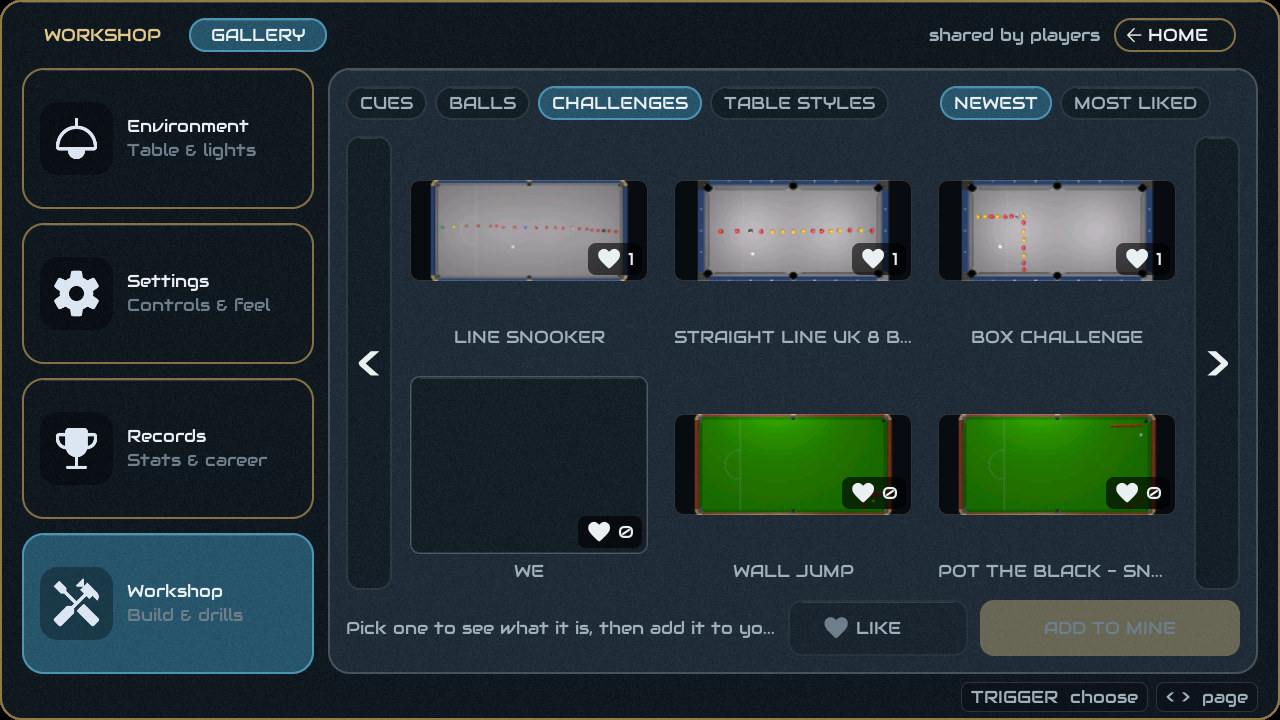 WORKSHOP
GALLERY
shared by players
← HOME
Environment
Table & lights
Settings
Controls & feel
Records
Stats & career
Workshop
Build & drills
CUES
BALLS
CHALLENGES
TABLE STYLES
NEWEST
MOST LIKED
<
>
1
1
1
LINE SNOOKER
STRAIGHT LINE UK 8 B...
BOX CHALLENGE
0
0
0
WE
WALL JUMP
POT THE BLACK - SN...
Pick one to see what it is, then add it to yo...
LIKE
ADD TO MINE
TRIGGER choose
< > page